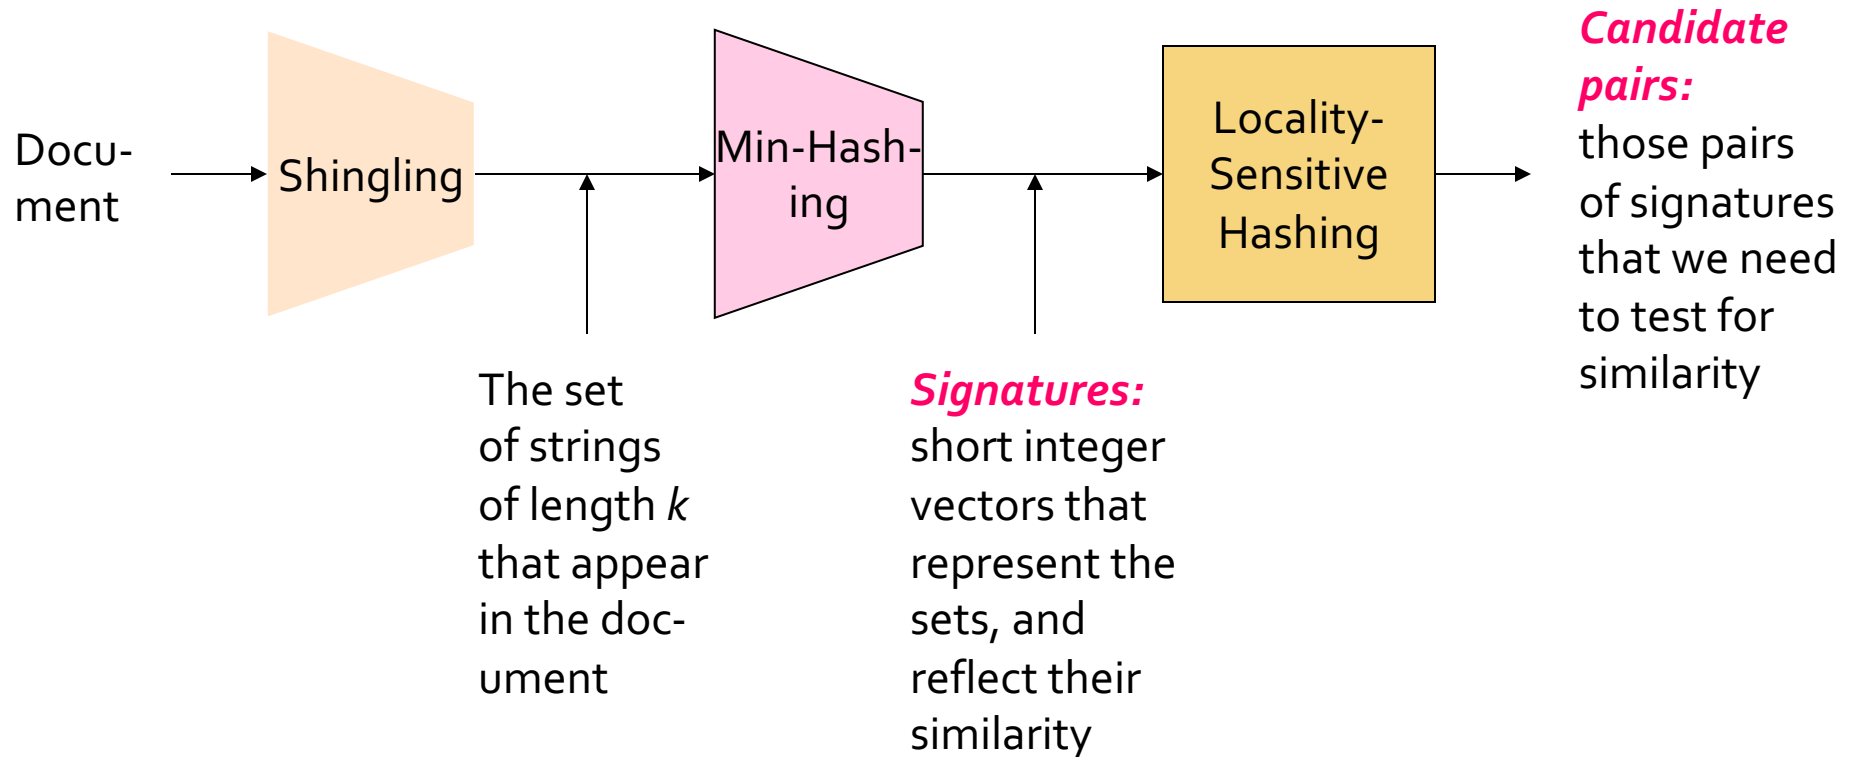 Docu-
ment
Shingling
The set
of strings
of length k
that appear
in the doc-
ument
Min-Hash-
ing
Signatures:
short integer
vectors that
represent the
sets, and
reflect their
similarity
Locality-
Sensitive
Hashing
Candidate
pairs:
those pairs
of signatures
that we need
to test for
similarity